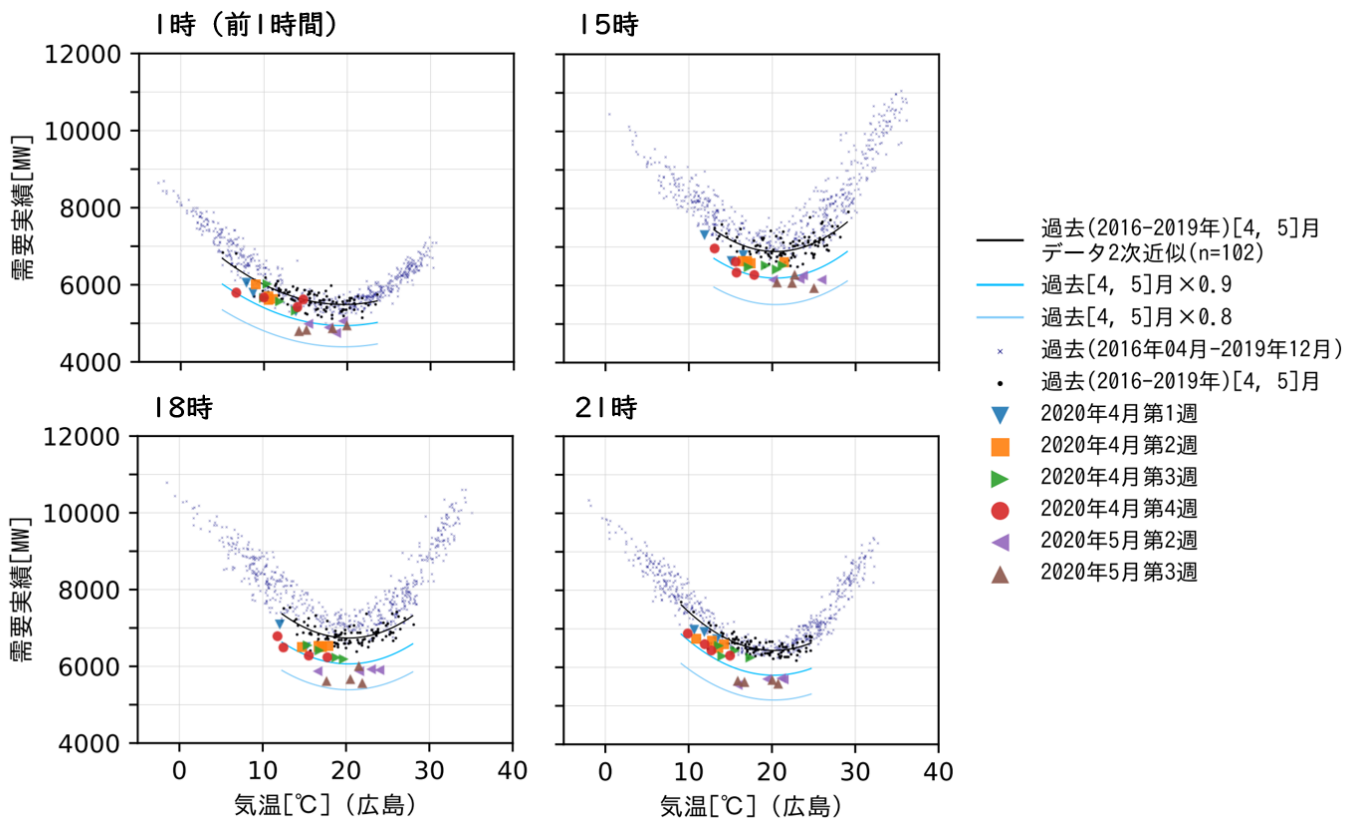 1時（前1時間）
15時
12000
10000
8000
6000
4000
需要実績[MW]
過去(2016-2019年)[4, 5]月
データ2次近似(n=102)
過去[4, 5]月×0.9
過去[4, 5]月×0.8
過去(2016年04月-2019年12月)
過去(2016-2019年)[4, 5]月
2020年4月第1週
2020年4月第2週
2020年4月第3週
2020年4月第4週
2020年5月第2週
2020年5月第3週
18時
21時
12000
10000
8000
6000
4000
需要実績[MW]
0 10 20 30 40
0 10 20 30 40
気温[℃]（広島）
気温[℃]（広島）